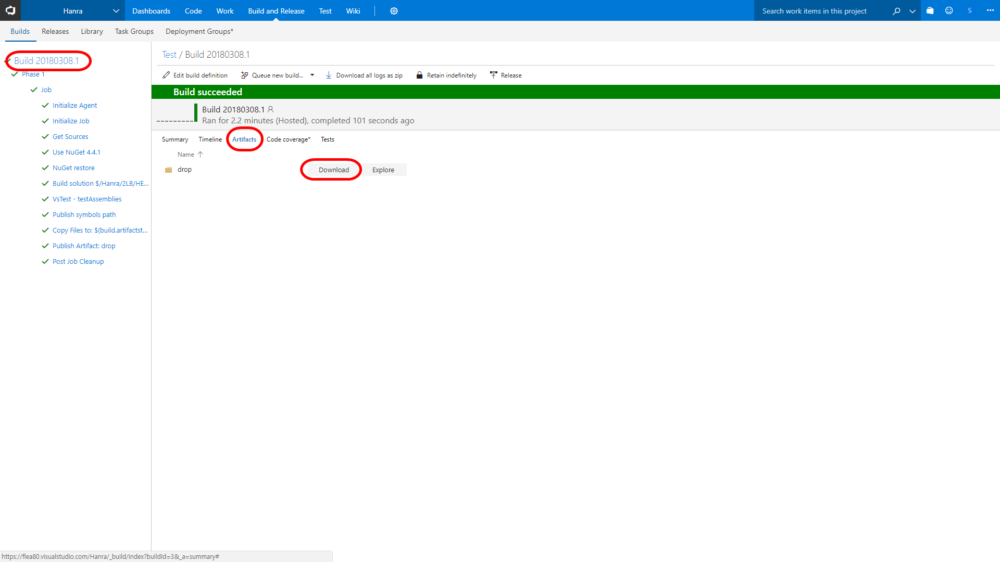 Hanra
Dashboards Code Work Build and Release Test Wiki
Search work items in this project
S
Builds Releases Library Task Groups Deployment Groups*
Build 20180308.1
Phase 1
Job
Initialize Agent
Initialize Job
Get Sources
Use NuGet 4.4.1
NuGet restore
Build solution $/Hanra/2LB/HE...
VsTest - testAssemblies
Publish symbols path
Copy Files to: $(build.artifactst...
Publish Artifact: drop
Post Job Cleanup
Test / Build 20180308.1
Edit build definition Queue new build... Download all logs as zip Retain indefinitely Release
Build succeeded
Build 20180308.1
Ran for 2.2 minutes (Hosted), completed 101 seconds ago
Summary Timeline Artifacts Code coverage* Tests
Name
drop Download Explore
https://flea80.visualstudio.com/Hanra/_build/index?buildId=3&_a=summary#